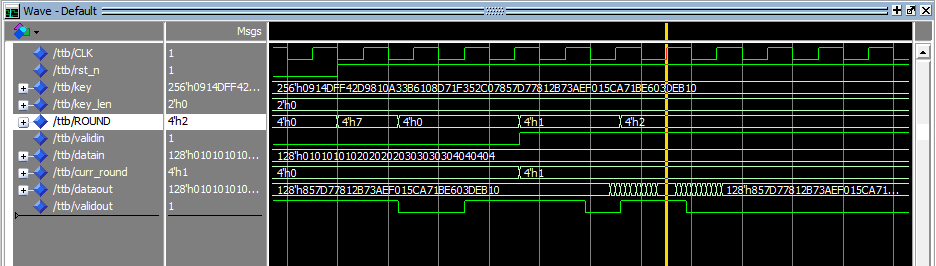 Wave - Default
Msgs
/ttb/CLK 1
/ttb/rst_n 1
/ttb/key 256'h0914DFF42... 256'h0914DFF42D9810A33B6108D71F352C07857D77812B73AEF015CA71BE603DEB10
/ttb/key_len 2'h0 2'h0
/ttb/ROUND 4'h2 4'h0 4'h7 4'h0 4'h1 4'h2
/ttb/validin 1
/ttb/datain 128'h010101010... 128'h01010101020202020303030304040404
/ttb/curr_round 4'h1 4'h0 4'h1
/ttb/dataout 128'h010101010... 128'h857D77812B73AEF015CA71BE603DEB10 128'h857D77812B73AEF015CA71...
/ttb/validout 1